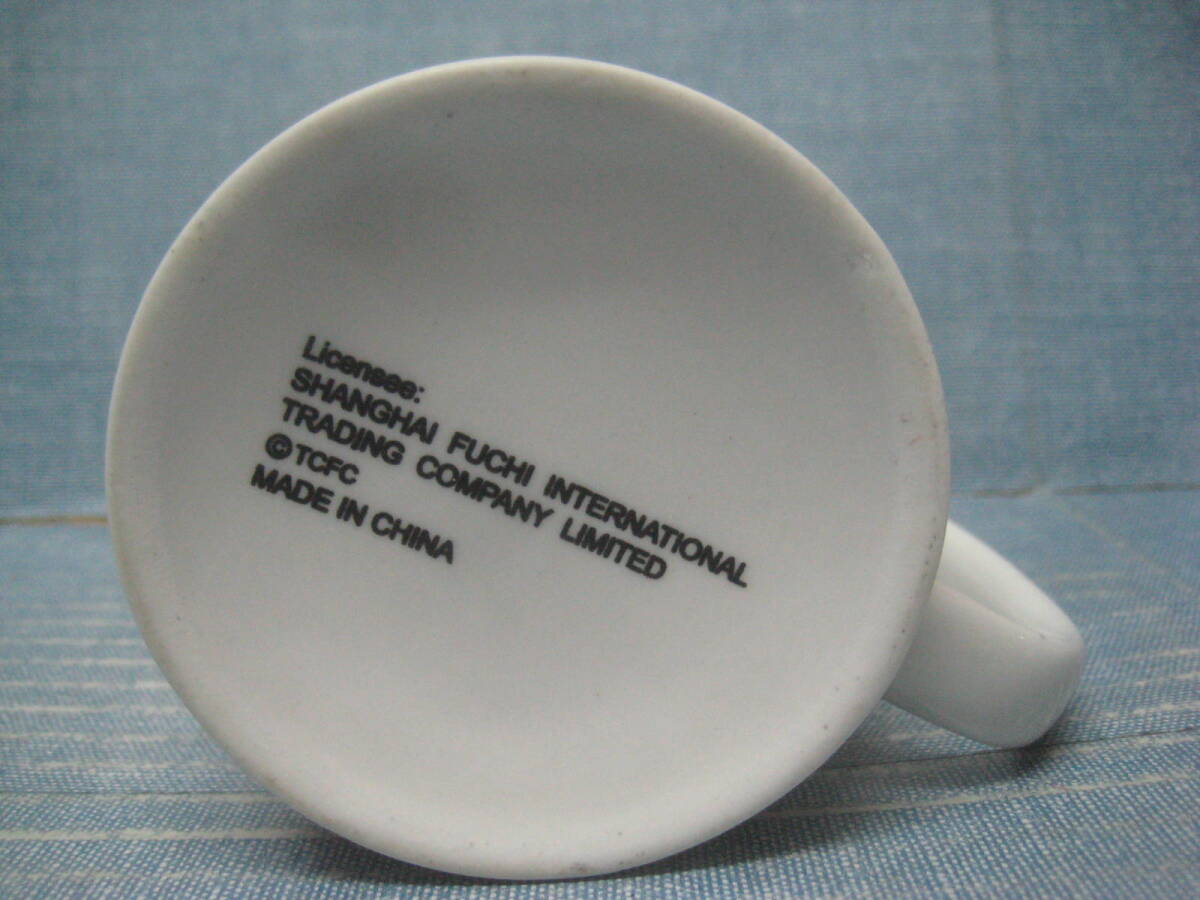 Licensee:
SHANGHAI FUCHI INTERNATIONAL
TRADING COMPANY LIMITED
©TCFC
MADE IN CHINA